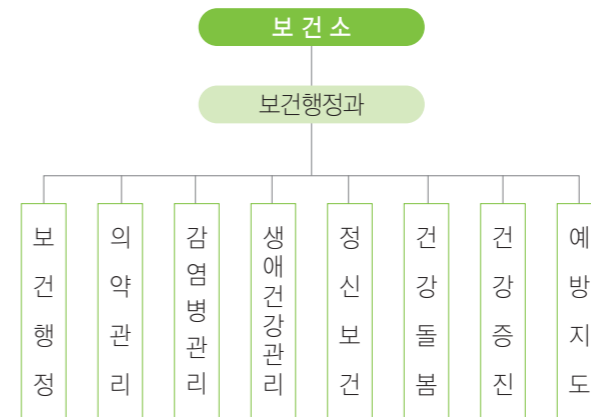 보건소
보건행정과
보건행정
의약관리
감염병관리
생애건강관리
정신보건
건강돌봄
건강증진
예방지도